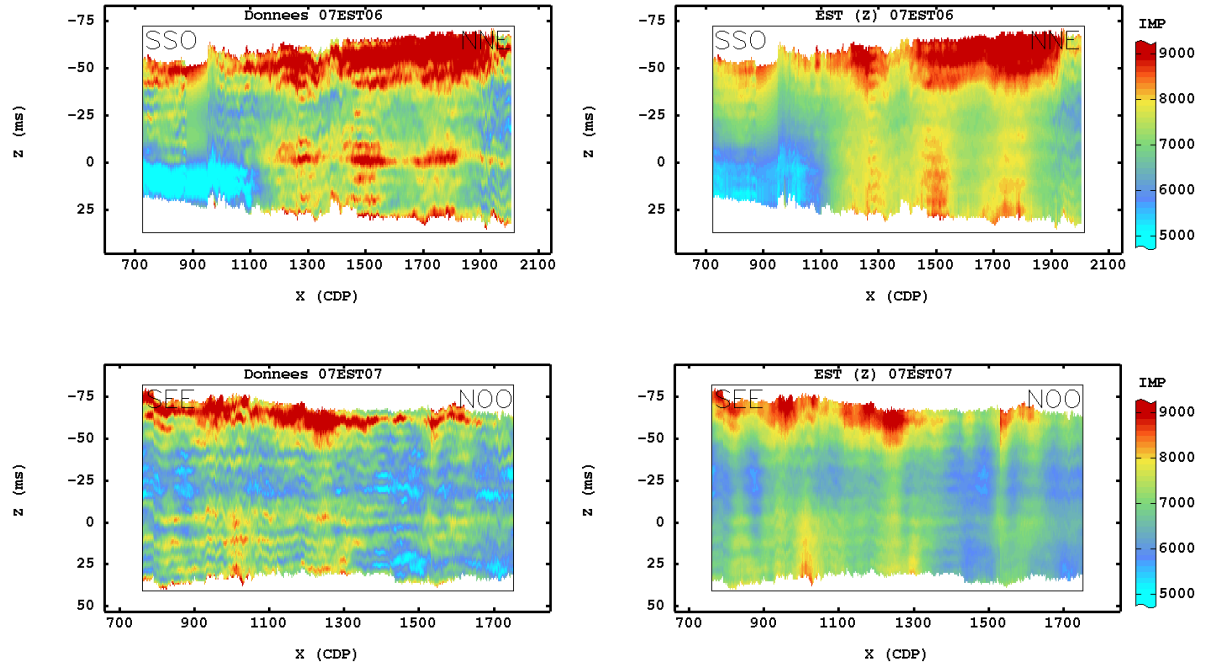 Donnees 07EST06
EST (Z) 07EST06
IMP
SSO NNE
SSO NNE
-75
-50
-25
0
25
Z (ms)
700 900 1100 1300 1500 1700 1900 2100
X (CDP)
-75
-50
-25
0
25
Z (ms)
700 900 1100 1300 1500 1700 1900 2100
X (CDP)
9000
8000
7000
6000
5000
Donnees 07EST07
EST (Z) 07EST07
IMP
SEE NOO
SEE NOO
-75
-50
-25
0
25
50
Z (ms)
700 900 1100 1300 1500 1700
X (CDP)
-75
-50
-25
0
25
50
Z (ms)
700 900 1100 1300 1500 1700
X (CDP)
9000
8000
7000
6000
5000